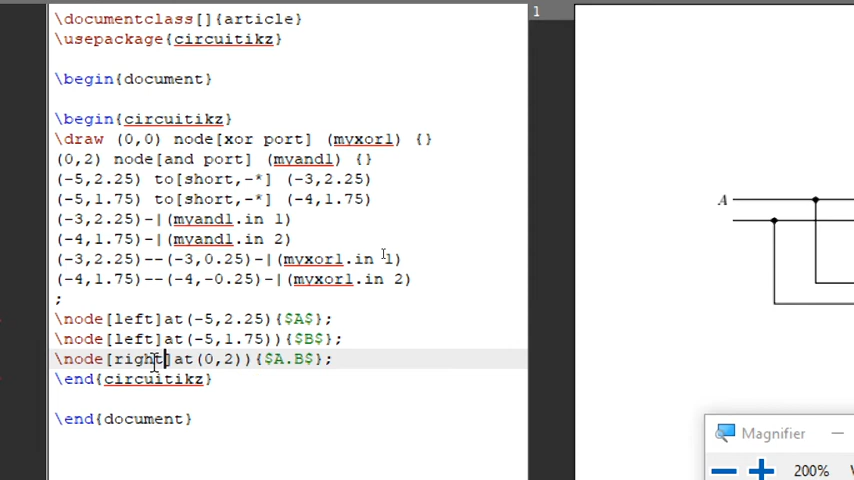 \documentclass[]{article}
\usepackage{circuitikz}
\begin{document}
\begin{circuitikz}
\draw (0,0) node[xor port] (myxor1) {}
(0,2) node[and port] (myand1) {}
(-5,2.25) to[short,-*] (-3,2.25)
(-5,1.75) to[short,-*] (-4,1.75)
(-3,2.25)-|(myand1.in 1)
(-4,1.75)-|(myand1.in 2)
(-3,2.25)--(-3,0.25)-|(myxor1.in 1)
(-4,1.75)--(-4,-0.25)-|(myxor1.in 2)
;
\node[left]at(-5,2.25){$A$};
\node[left]at(-5,1.75)){$B$};
\node[right]at(0,2)){$A.B$};
\end{circuitikz}
\end{document}
1
A
Magnifier
200%